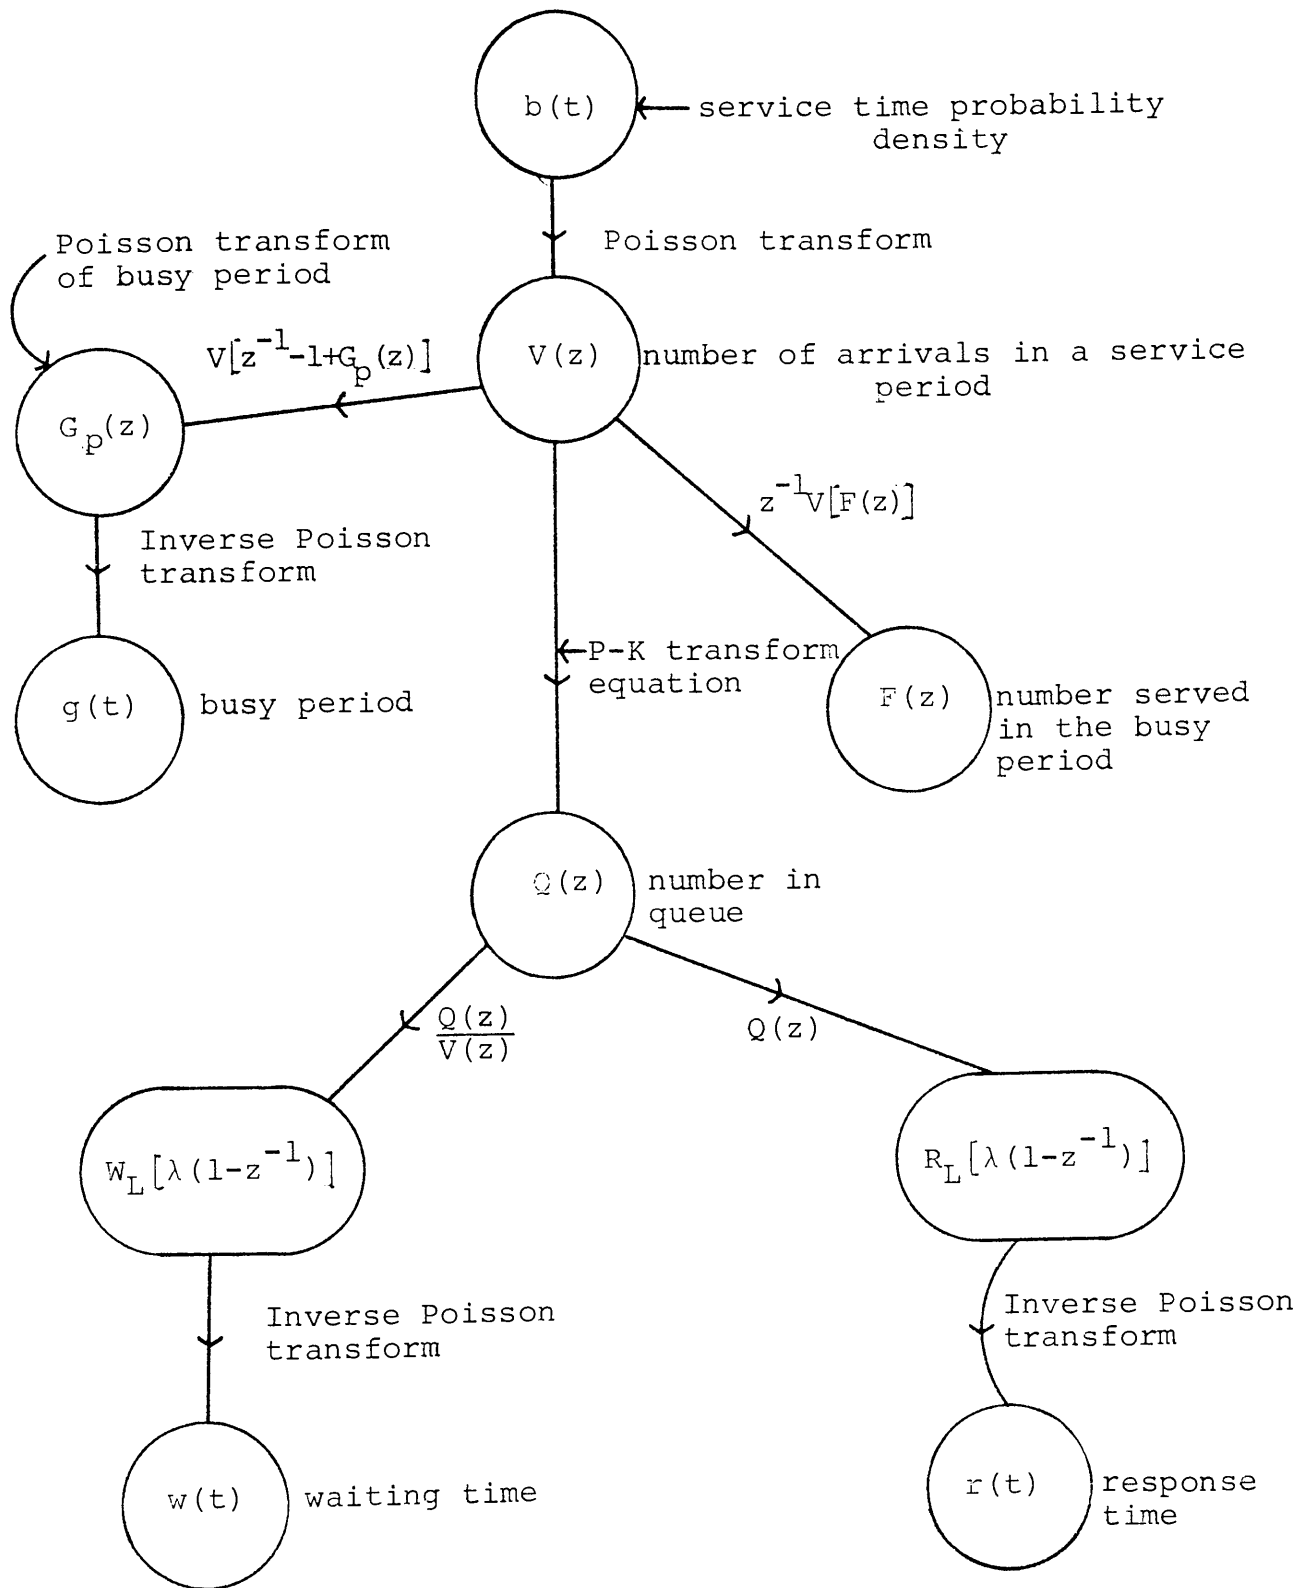 b(t)
service time probability
density
Poisson transform
of busy period
Poisson transform
V[z⁻¹-1+Gₚ(z)]
V(z)
number of arrivals in a service
period
Gₚ(z)
z⁻¹V[F(z)]
Inverse Poisson
transform
P-K transform
equation
g(t)
busy period
F(z)
number served
in the busy
period
Q(z)
number in
queue
Q(z)
V(z)
Q(z)
W_L[λ(1-z⁻¹)]
R_L[λ(1-z⁻¹)]
Inverse Poisson
transform
Inverse Poisson
transform
w(t)
waiting time
r(t)
response
time